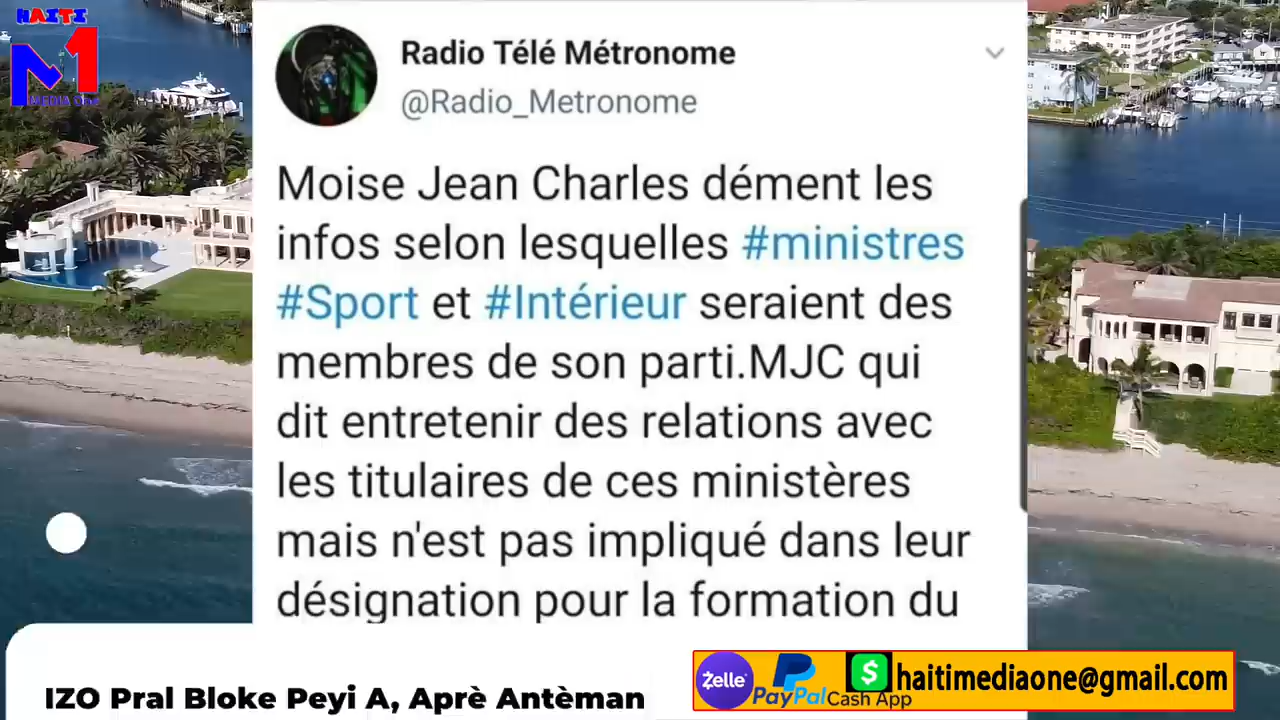 HAITI
M1
MEDIA One
Radio Télé Métronome
@Radio_Metronome
Moise Jean Charles dément les
infos selon lesquelles #ministres
#Sport et #Intérieur seraient des
membres de son parti.MJC qui
dit entretenir des relations avec
les titulaires de ces ministères
mais n'est pas impliqué dans leur
désignation pour la formation du
IZO Pral Bloke Peyi A, Aprè Antèman
Zelle
PayPal
$
Cash App
haitimediaone@gmail.com